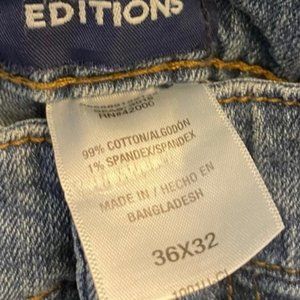 EDITIONS
RN#42000
99% COTTON/ALGODÓN
1% SPANDEX/SPANDEX
MADE IN / HECHO EN
BANGLADESH
36X32